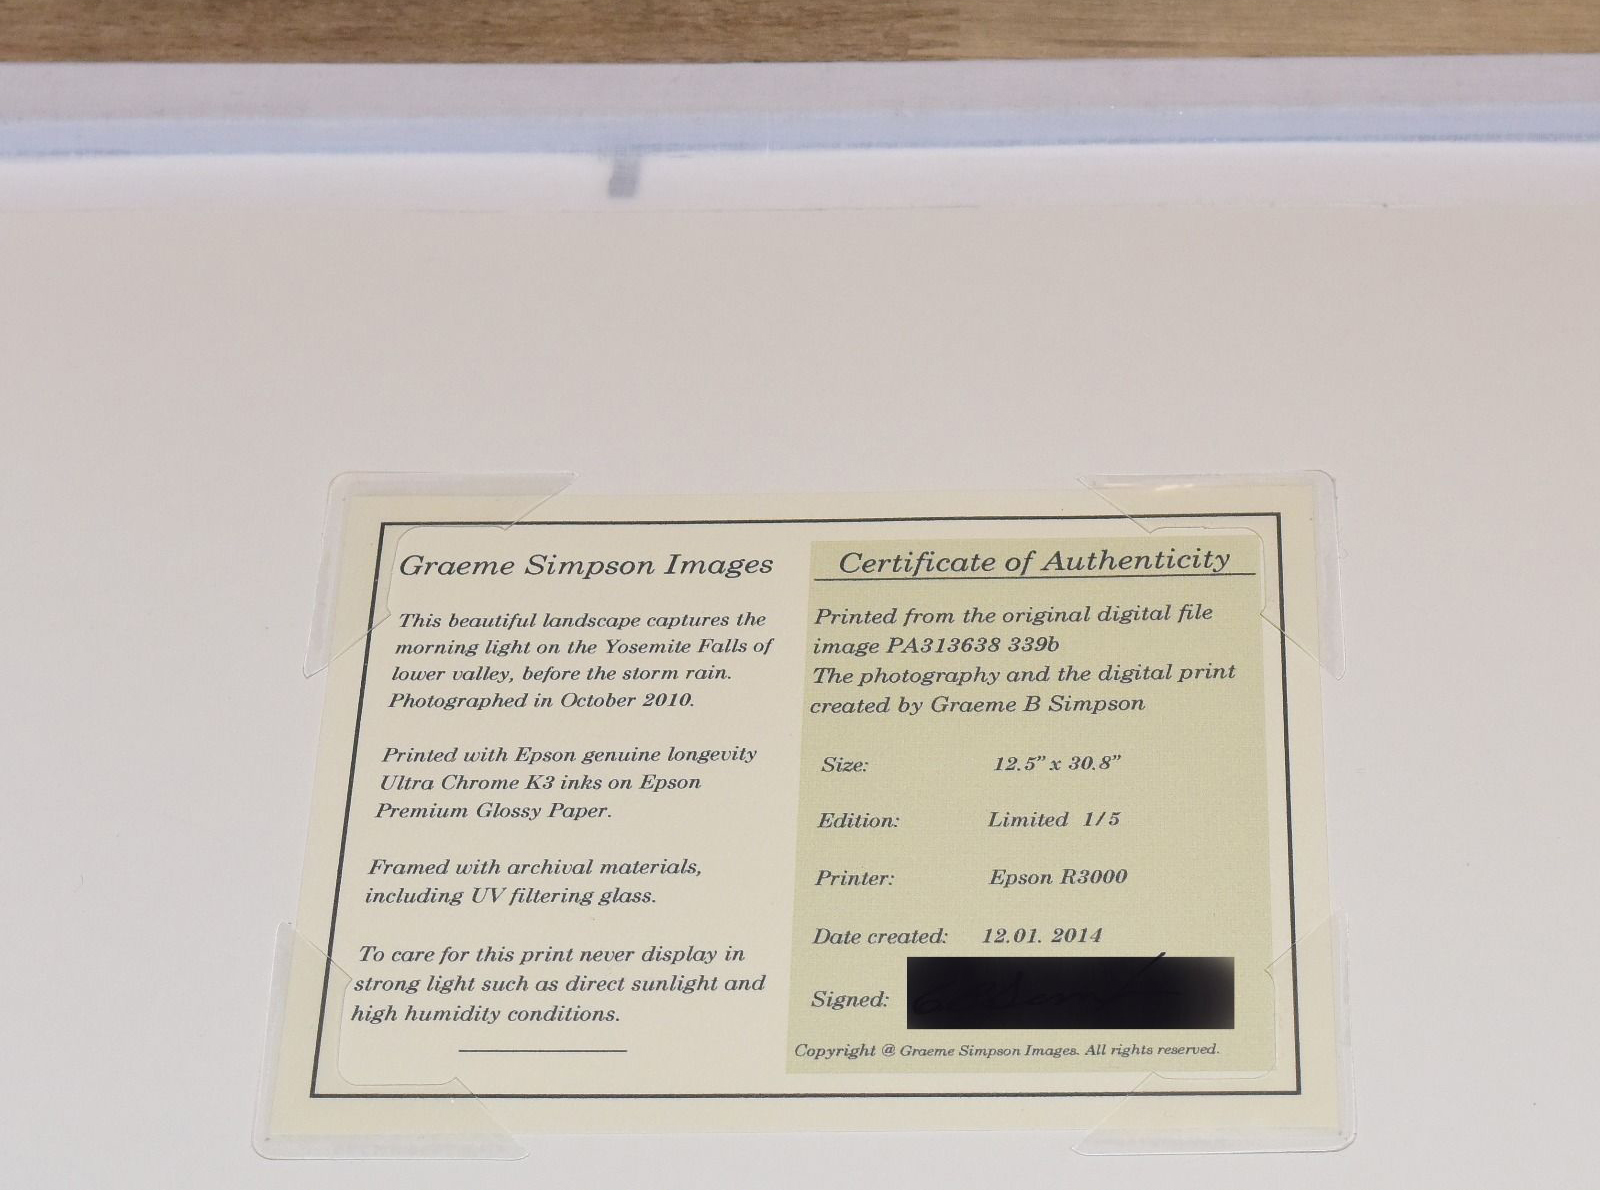 Graeme Simpson Images
This beautiful landscape captures the
morning light on the Yosemite Falls of
lower valley, before the storm rain.
Photographed in October 2010.
Printed with Epson genuine longevity
Ultra Chrome K3 inks on Epson
Premium Glossy Paper.
Framed with archival materials,
including UV filtering glass.
To care for this print never display in
strong light such as direct sunlight and
high humidity conditions.
Certificate of Authenticity
Printed from the original digital file
image PA313638 339b
The photography and the digital print
created by Graeme B Simpson
Size: 12.5” x 30.8”
Edition: Limited 1/5
Printer: Epson R3000
Date created: 12.01. 2014
Signed:
Copyright @ Graeme Simpson Images. All rights reserved.